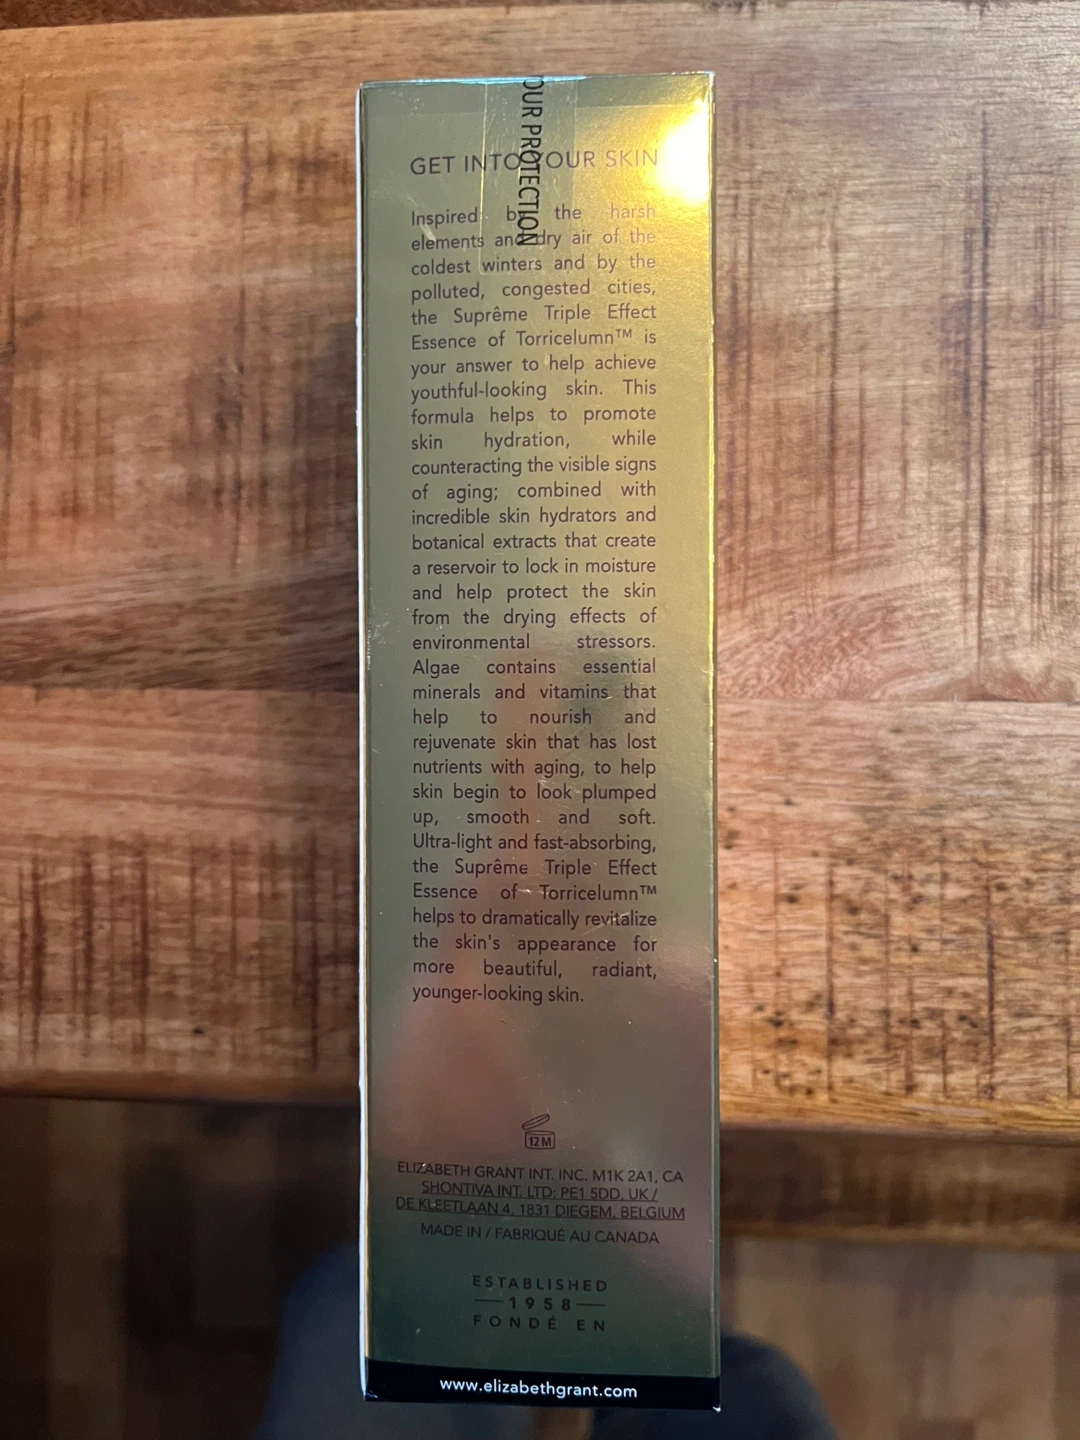 OUR PROTECTION
GET INTO YOUR SKIN
Inspired by the harsh
elements and dry air of the
coldest winters and by the
polluted, congested cities,
the Suprême Triple Effect
Essence of Torricelumn™ is
your answer to help achieve
youthful-looking skin. This
formula helps to promote
skin hydration, while
counteracting the visible signs
of aging; combined with
incredible skin hydrators and
botanical extracts that create
a reservoir to lock in moisture
and help protect the skin
from the drying effects of
environmental stressors.
Algae contains essential
minerals and vitamins that
help to nourish and
rejuvenate skin that has lost
nutrients with aging, to help
skin begin to look plumped
up, smooth and soft.
Ultra-light and fast-absorbing,
the Suprême Triple Effect
Essence of Torricelumn™
helps to dramatically revitalize
the skin's appearance for
more beautiful, radiant,
younger-looking skin.
12M
ELIZABETH GRANT INT. INC. M1K 2A1, CA
SHONTIVA INT. LTD; PE1 5DD, UK /
DE KLEETLAAN 4, 1831 DIEGEM, BELGIUM
MADE IN / FABRIQUÉ AU CANADA
ESTABLISHED
1958
FONDÉ EN
www.elizabethgrant.com